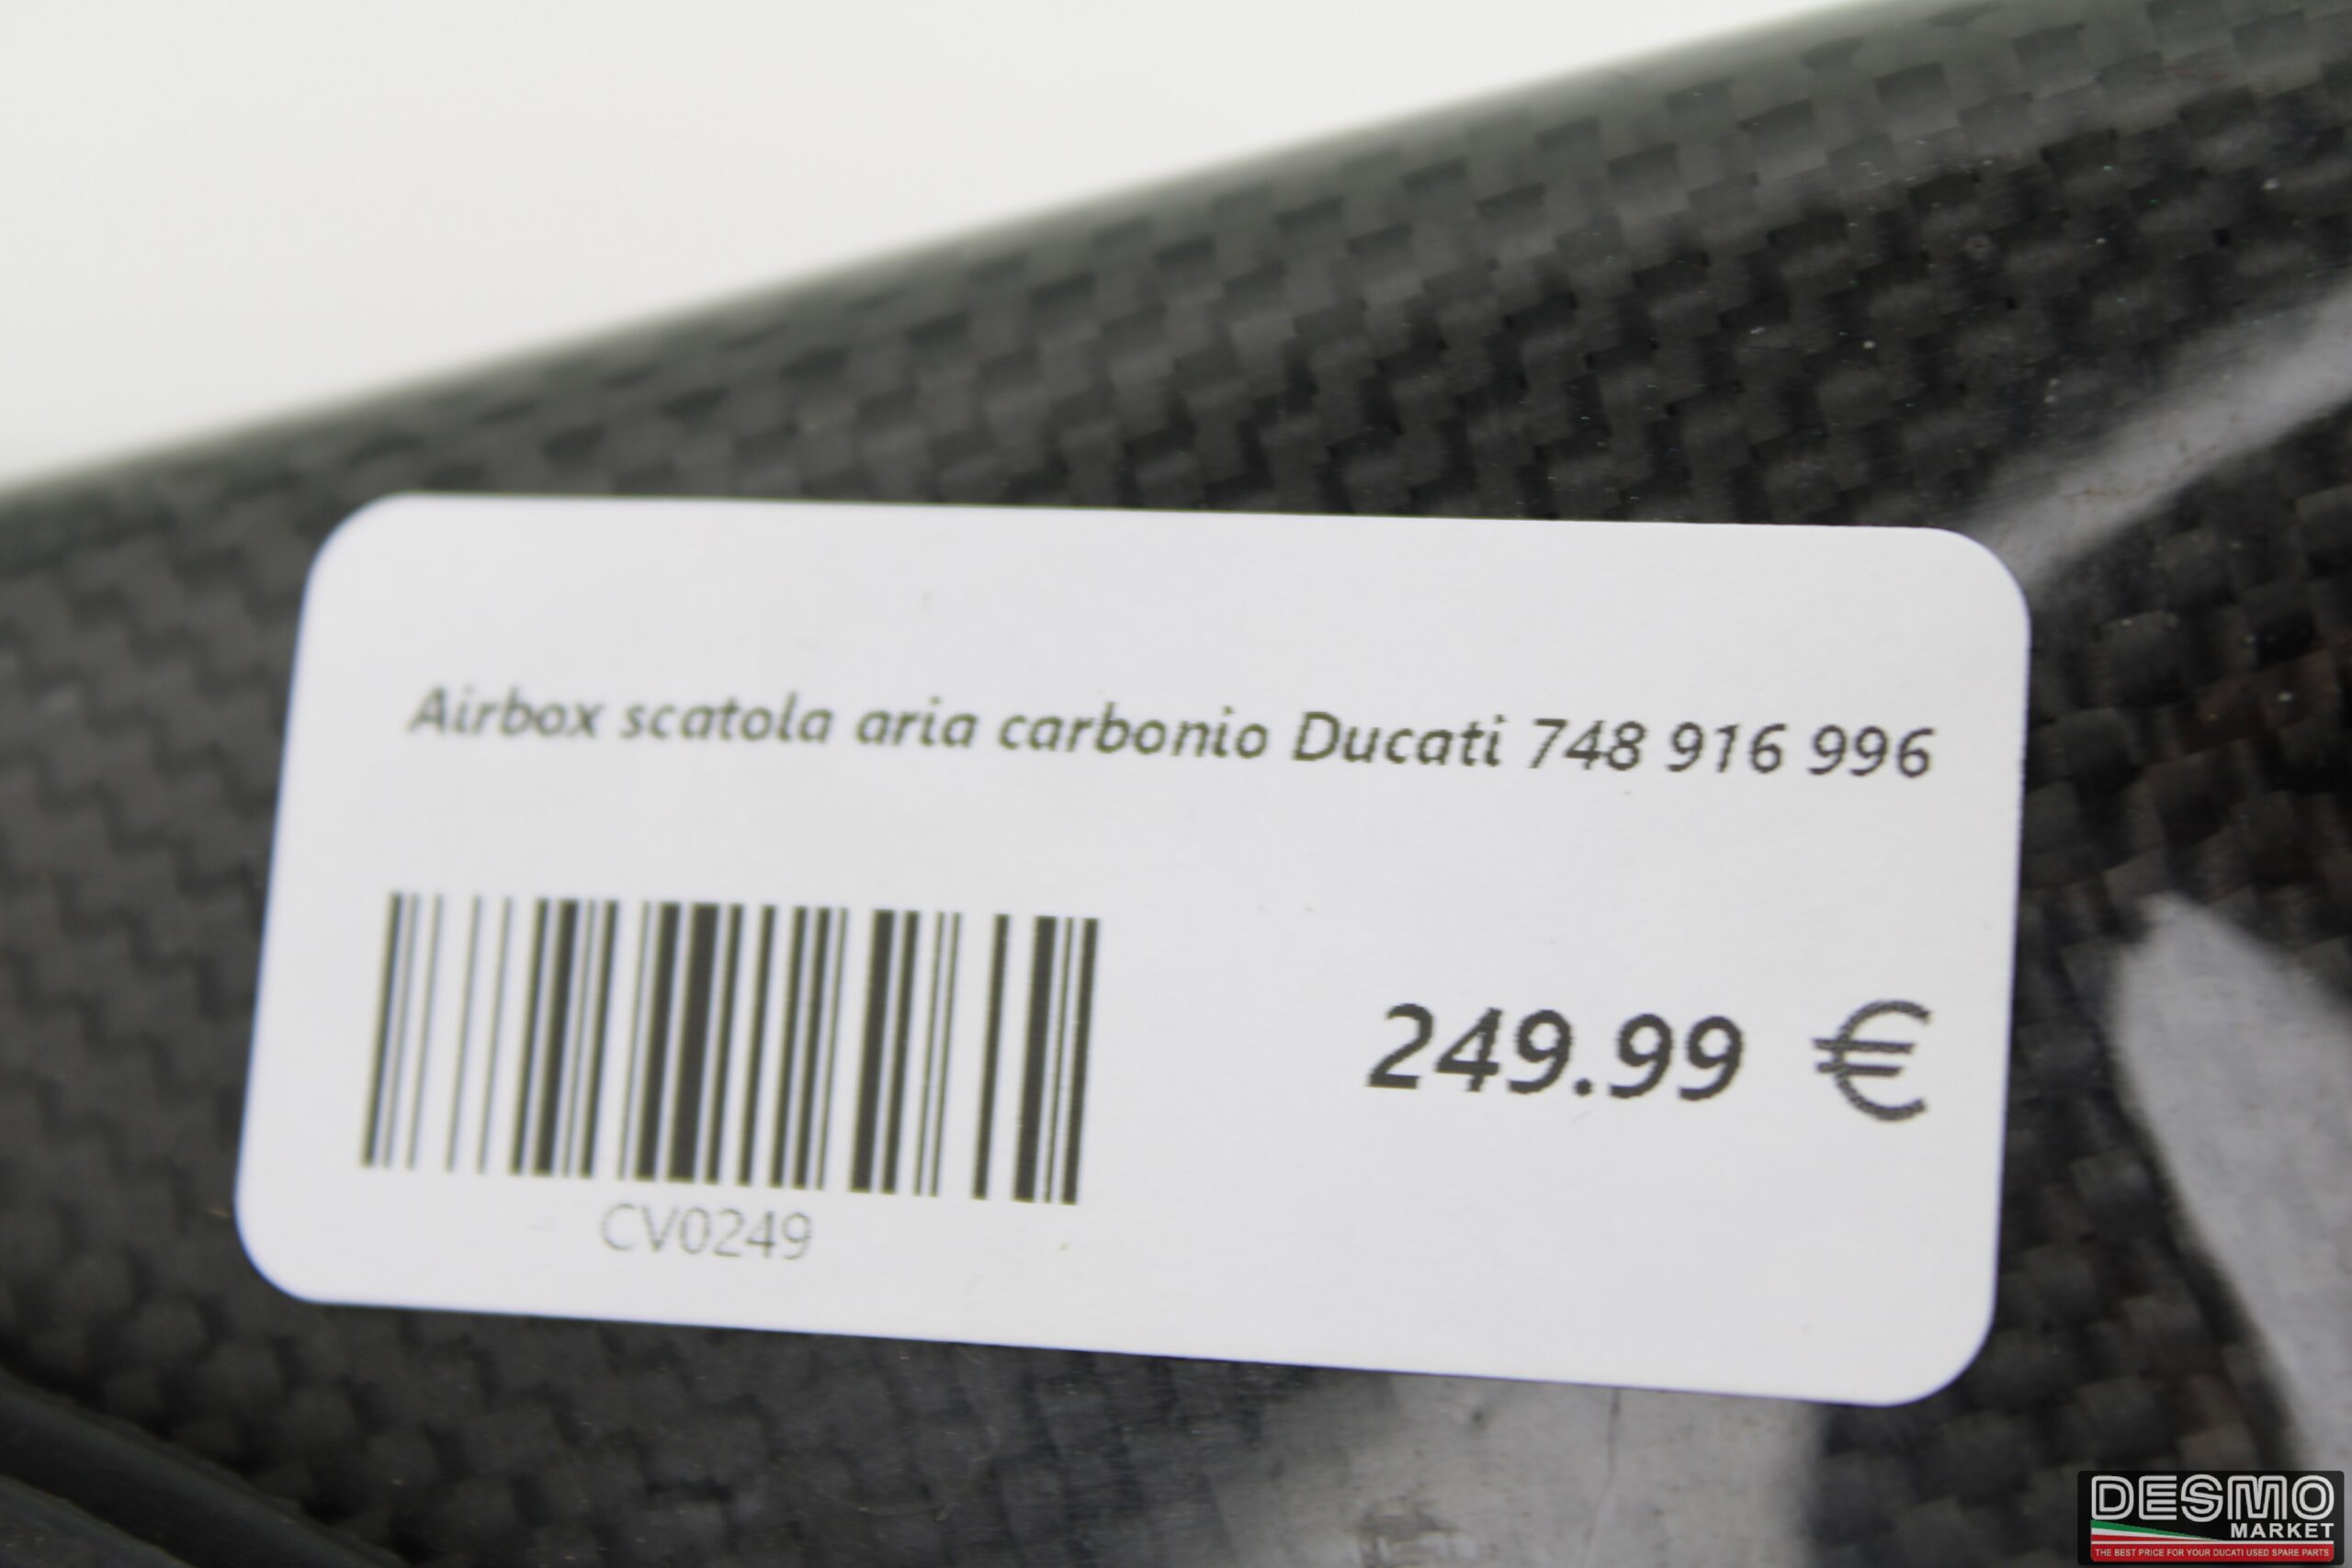 Airbox scatola aria carbonio Ducati 748 916 996
249.99 €
CV0249
DESMO
MARKET
THE BEST PRICE FOR YOUR DUCATI USED SPARE PARTS